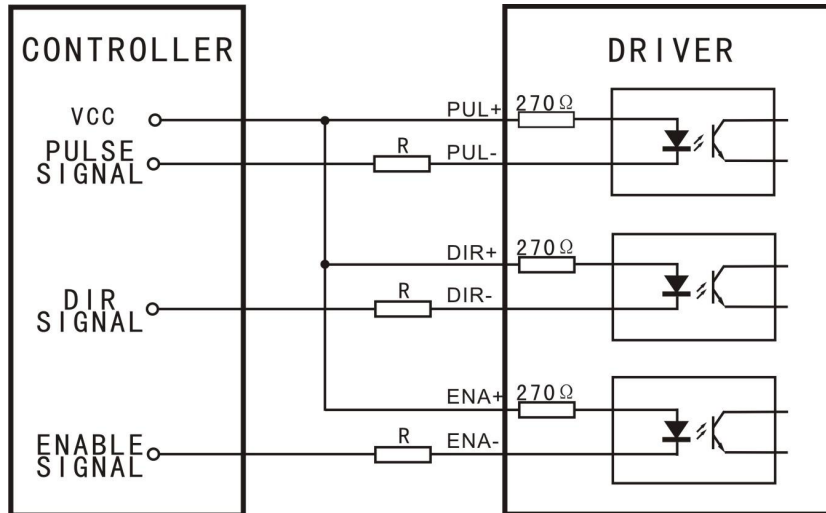 CONTROLLER
DRIVER
VCC
PUL+
270Ω
PULSE
SIGNAL
R
PUL-
DIR+
270Ω
DIR
SIGNAL
R
DIR-
ENA+
270Ω
ENABLE
SIGNAL
R
ENA-